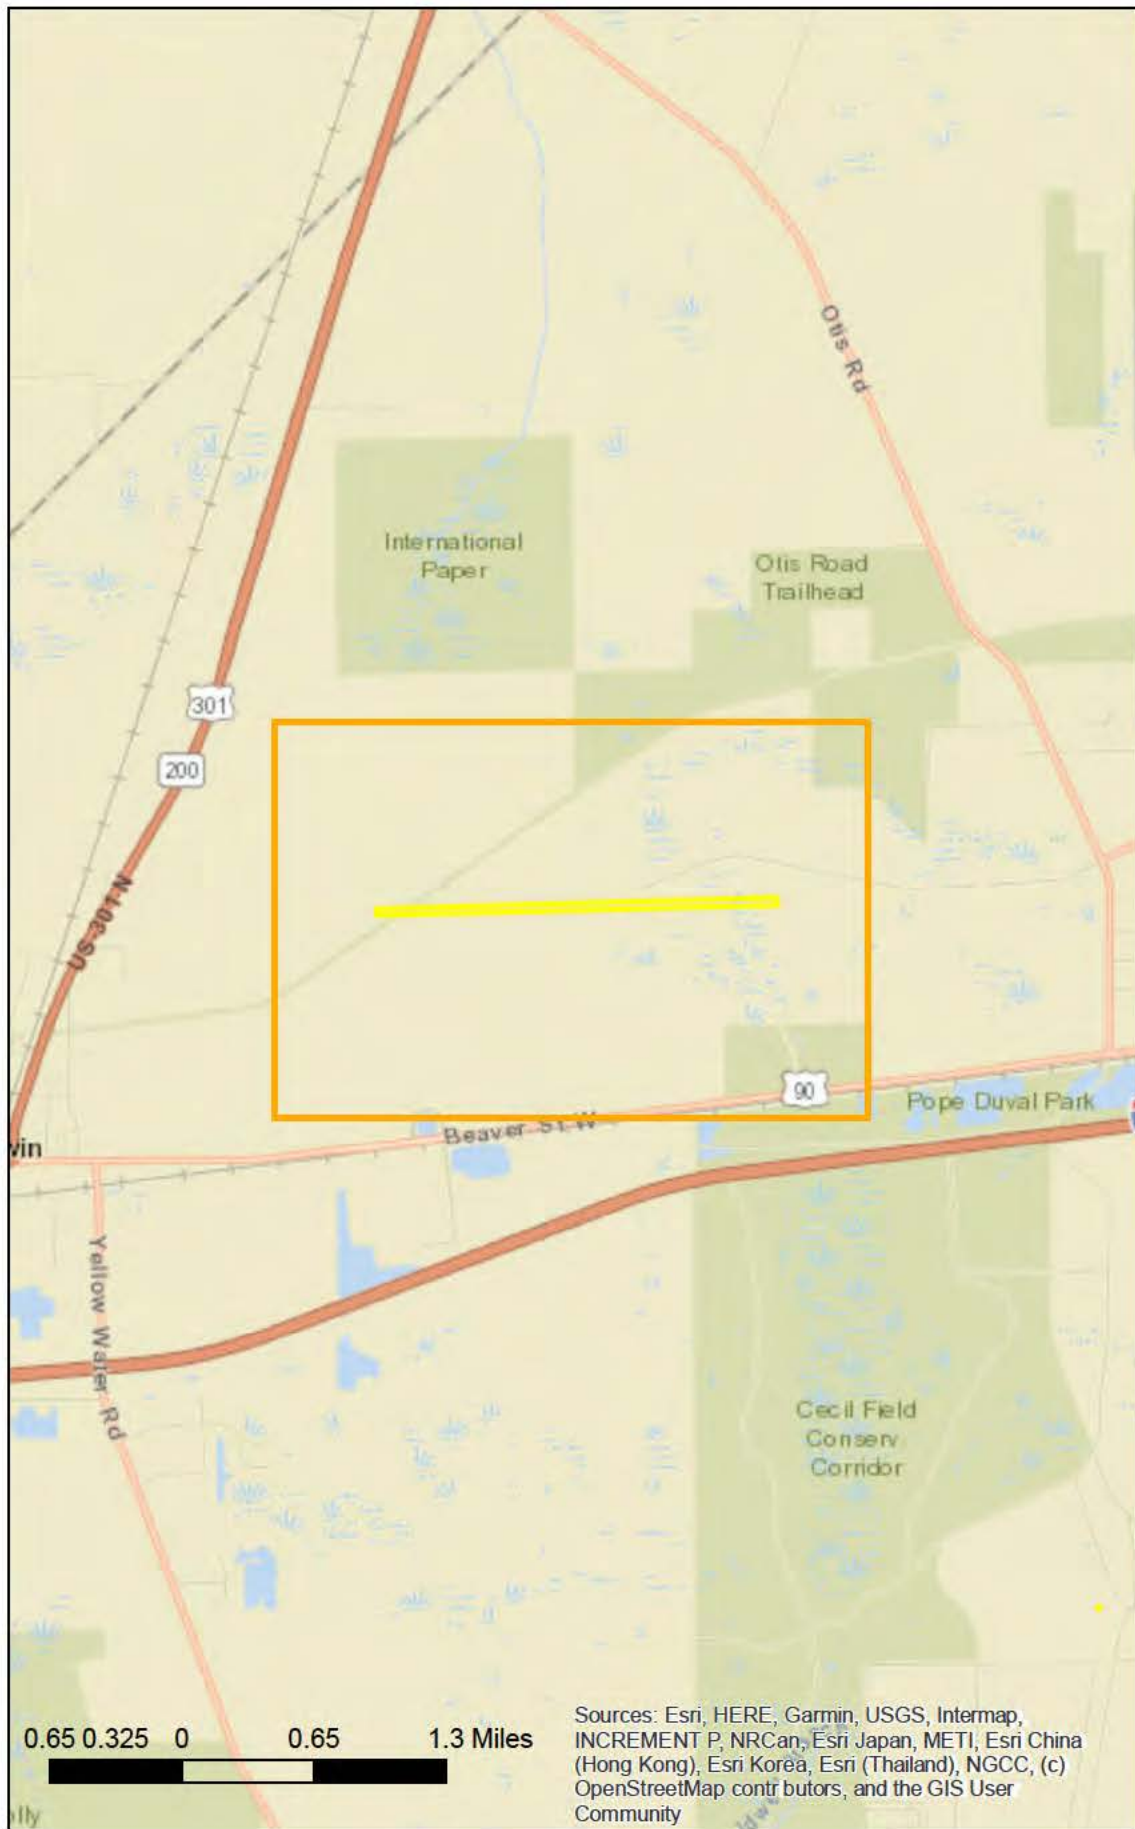 Otis Rd
International
Paper
Otis Road
Trailhead
301
200
US-301-N
90
Pope Duval Park
Beaver St W
win
Yellow Water Rd
Cecil Field
Conserv
Corridor
0.65 0.325 0 0.65 1.3 Miles
Sources: Esri, HERE, Garmin, USGS, Intermap,
INCREMENT P, NRCan, Esri Japan, METI, Esri China
(Hong Kong), Esri Korea, Esri (Thailand), NGCC, (c)
OpenStreetMap contr butors, and the GIS User
Community
olly